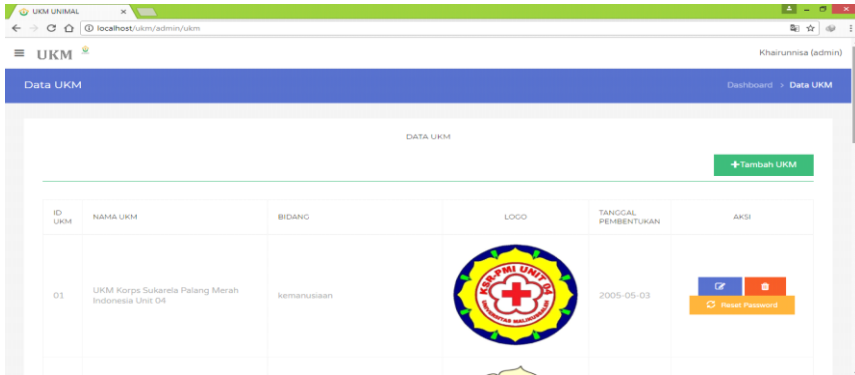 UKM UNIMAL
localhost/ukm/admin/ukm
UKM
Khairunnisa (admin)
Data UKM
Dashboard > Data UKM
DATA UKM
+Tambah UKM
ID UKM
NAMA UKM
BIDANG
LOGO
TANGGAL PEMBENTUKAN
AKSI
01
UKM Korps Sukarela Palang Merah
Indonesia Unit 04
kemanusiaan
KSR-PMI UNIT 04
UNIVERSITAS MALIKUSSALEH
2005-05-03
Reset Password